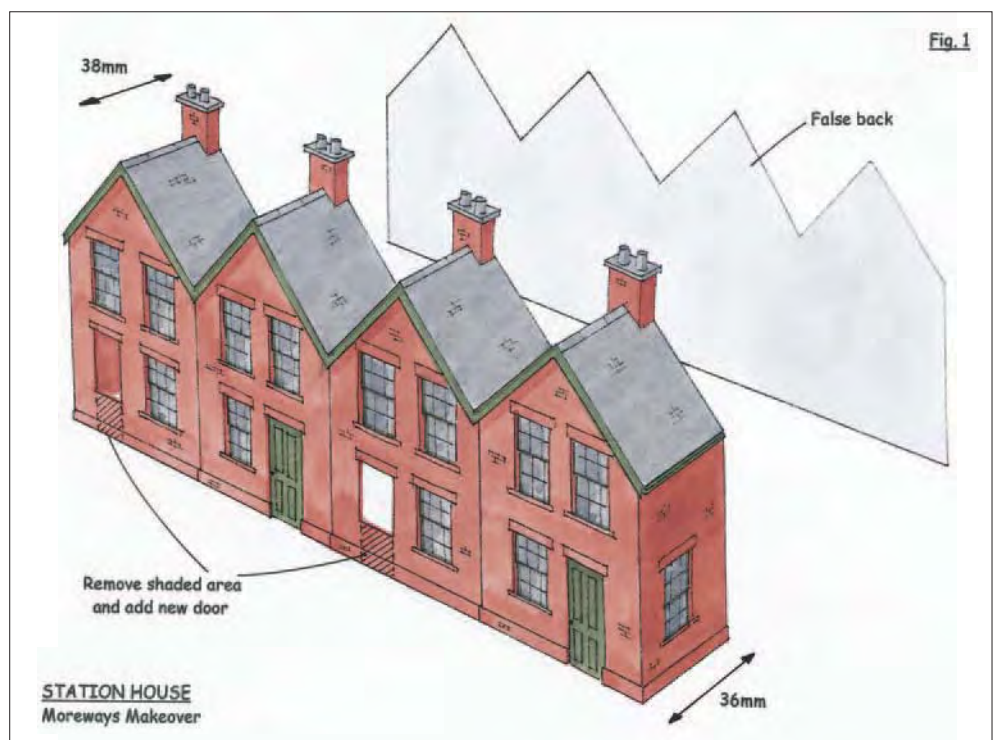 Fig. 1
38mm
False back
Remove shaded area
and add new door
36mm
STATION HOUSE
Moreways Makeover